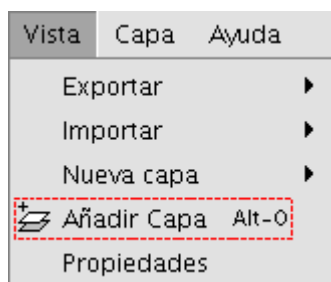 Vista Capa Ayuda
Exportar
Importar
Nueva capa
Añadir Capa Alt-O
Propiedades